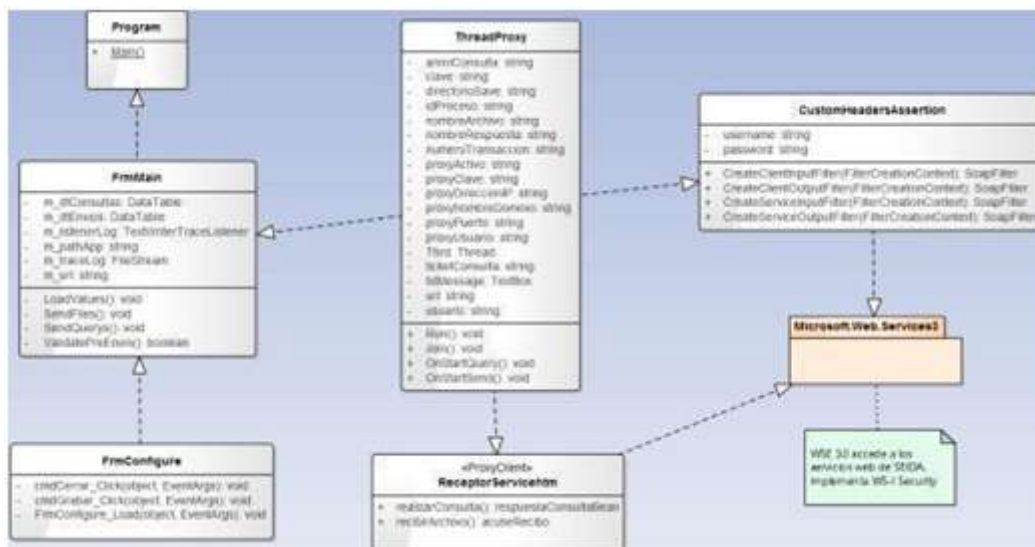 Program
+ Main()
FrmMain
- m_dtConsultas: DataTable
- m_dtEnvios: DataTable
- m_listenerLog: TextWriterTraceListener
- m_pathApp: string
- m_traceLog: FileStream
- m_url: string
- LoadValues(): void
- SendFiles(): void
- SendQuerys(): void
- ValidatePreEnvio(): boolean
FrmConfigure
- cmdCerrar_Click(object, EventArgs): void
- cmdGrabar_Click(object, EventArgs): void
- FrmConfigure_Load(object, EventArgs): void
ThreadProxy
- annoConsulta: string
- clave: string
- directorioSave: string
- idProceso: string
- nombreArchivo: string
- nombreRespuesta: string
- numeroTransaccion: string
- proxyActivo: string
- proxyClave: string
- proxyDireccionIP: string
- proxyNombreDominio: string
- proxyPuerto: string
- proxyUsuario: string
- Thread
- ticketConsulta: string
- TextBox
- url: string
- usuario: string
+ void
+ Join(): void
+ OnStartQuery(): void
+ OnStartSend(): void
«ProxyClient»
ReceptorServiceHtm
+ realizarConsulta(): respuestaConsultaBean
+ recibirArchivo(): acuseRecibo
CustomHeadersAssertion
- username: string
- password: string
+ CreateClientInputFilter(FilterCreationContext): SoapFilter
+ CreateClientOutputFilter(FilterCreationContext): SoapFilter
+ CreateServiceInputFilter(FilterCreationContext): SoapFilter
+ CreateServiceOutputFilter(FilterCreationContext): SoapFilter
Microsoft.Web.Services3
WSE 3.0 accede a los
servicios web de SEIDA,
implementa WS-I Security